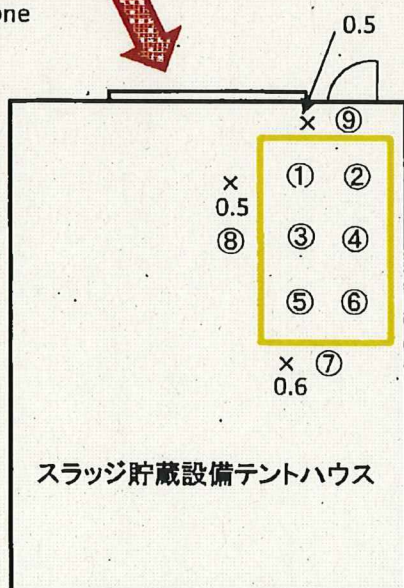 one
0.5
× ⑨
① ②
×
0.5
⑧ ③ ④
⑤ ⑥
× ⑦
0.6
スラッジ貯蔵設備テントハウス